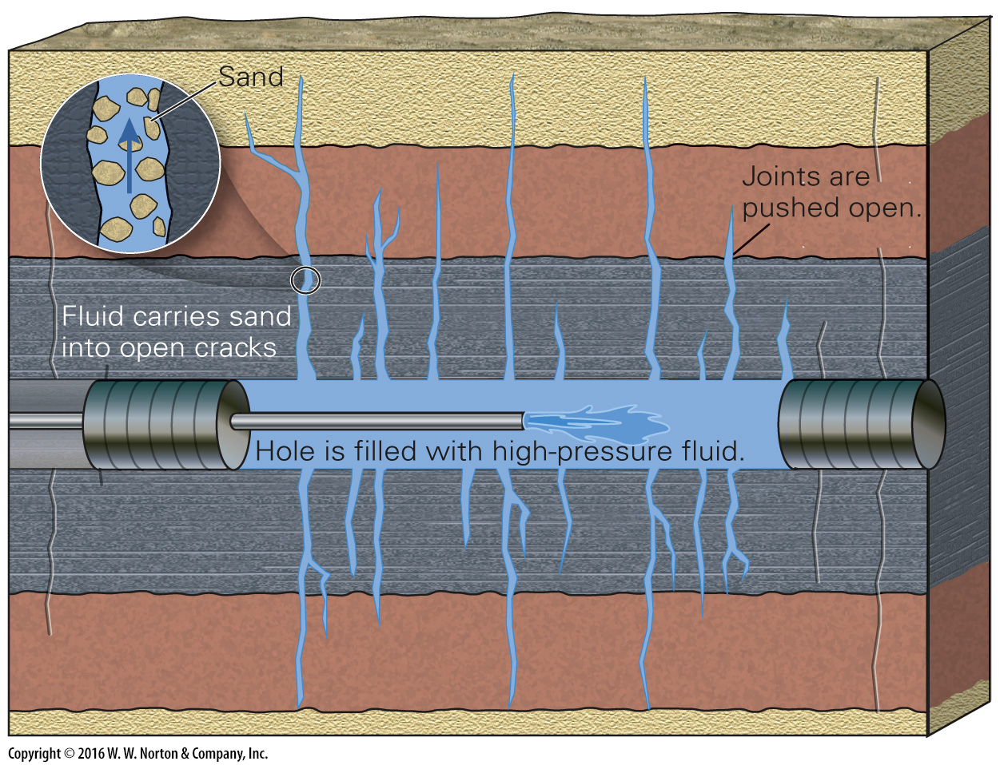 Sand
Joints are
pushed open.
Fluid carries sand
into open cracks
Hole is filled with high-pressure fluid.
Copyright © 2016 W. W. Norton & Company, Inc.